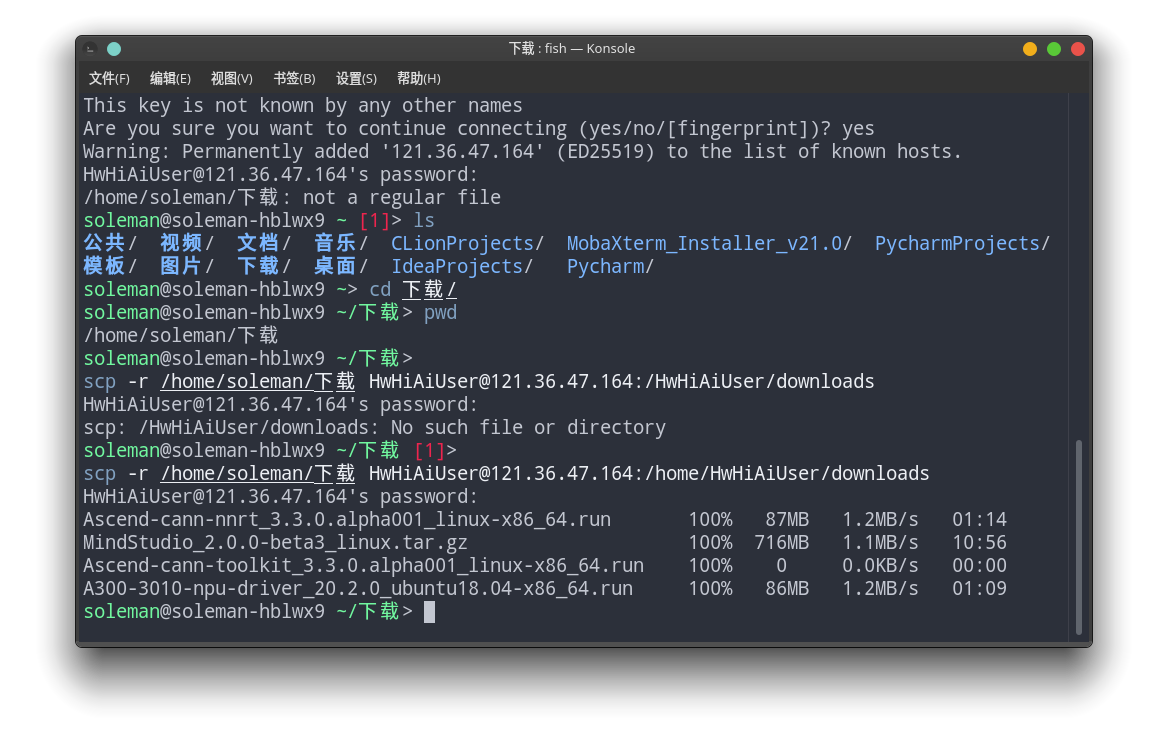 下载 : fish — Konsole
文件(F) 编辑(E) 视图(V) 书签(B) 设置(S) 帮助(H)
This key is not known by any other names
Are you sure you want to continue connecting (yes/no/[fingerprint])? yes
Warning: Permanently added '121.36.47.164' (ED25519) to the list of known hosts.
HwHiAiUser@121.36.47.164's password:
/home/soleman/下载: not a regular file
soleman@soleman-hblwx9 ~ [1]> ls
公共/ 视频/ 文档/ 音乐/ CLionProjects/ MobaXterm_Installer_v21.0/ PycharmProjects/
模板/ 图片/ 下载/ 桌面/ IdeaProjects/ Pycharm/
soleman@soleman-hblwx9 ~> cd 下载/
soleman@soleman-hblwx9 ~/下载> pwd
/home/soleman/下载
soleman@soleman-hblwx9 ~/下载>
scp -r /home/soleman/下载 HwHiAiUser@121.36.47.164:/HwHiAiUser/downloads
HwHiAiUser@121.36.47.164's password:
scp: /HwHiAiUser/downloads: No such file or directory
soleman@soleman-hblwx9 ~/下载 [1]>
scp -r /home/soleman/下载 HwHiAiUser@121.36.47.164:/home/HwHiAiUser/downloads
HwHiAiUser@121.36.47.164's password:
Ascend-cann-nnrt_3.3.0.alpha001_linux-x86_64.run 100% 87MB 1.2MB/s 01:14
MindStudio_2.0.0-beta3_linux.tar.gz 100% 716MB 1.1MB/s 10:56
Ascend-cann-toolkit_3.3.0.alpha001_linux-x86_64.run 100% 0 0.0KB/s 00:00
A300-3010-npu-driver_20.2.0_ubuntu18.04-x86_64.run 100% 86MB 1.2MB/s 01:09
soleman@soleman-hblwx9 ~/下载>